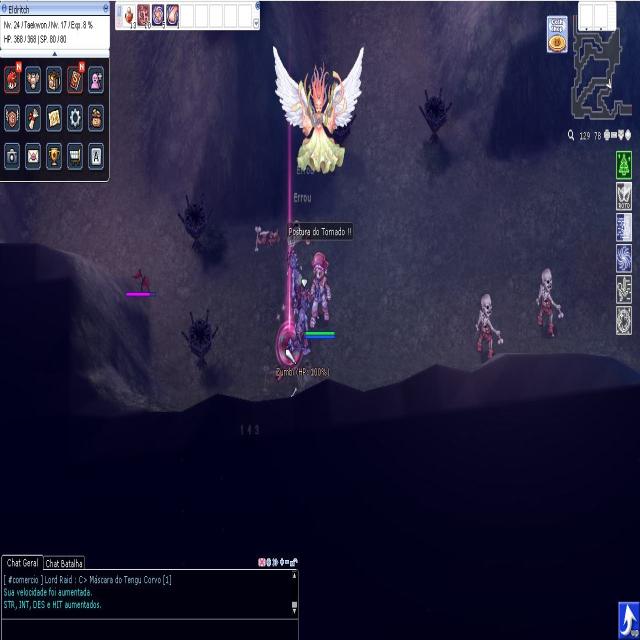 Eldritch
Nv. 24 / Taekwon / Nv. 17 / Exp. 8 %
HP. 368 / 368 | SP. 80 / 80
129 78
Errou
Postura do Tornado !!
Zumbi (HP: 100%)
143
Chat Geral
Chat Batalha
[ #comercio ] Lord Raid : C> Máscara do Tengu Corvo [1]
Sua velocidade foi aumentada.
STR, INT, DES e HIT aumentados.